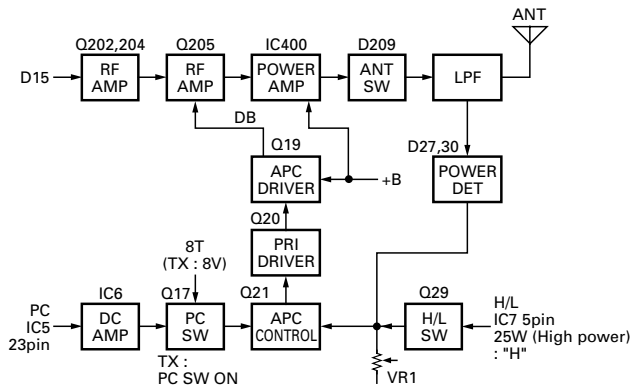 ANT
Q202,204
Q205
IC400
D209
D15
RF
AMP
RF
AMP
POWER
AMP
ANT
SW
LPF
DB
Q19
D27,30
APC
DRIVER
+B
POWER
DET
Q20
8T
(TX : 8V)
PRI
DRIVER
PC
IC5
23pin
IC6
Q17
Q21
Q29
DC
AMP
PC
SW
APC
CONTROL
H/L
SW
H/L
IC7 5pin
25W (High power)
: "H"
TX :
PC SW ON
VR1